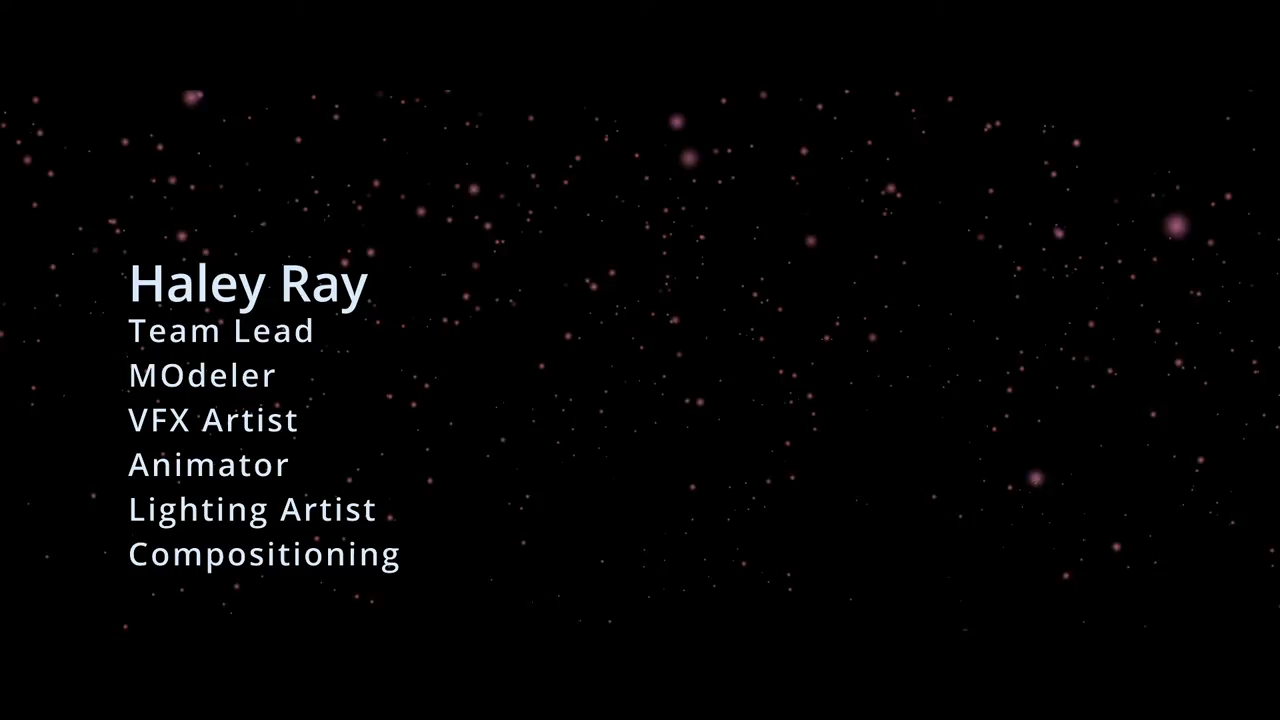 Haley Ray
Team Lead
MOdeler
VFX Artist
Animator
Lighting Artist
Compositioning